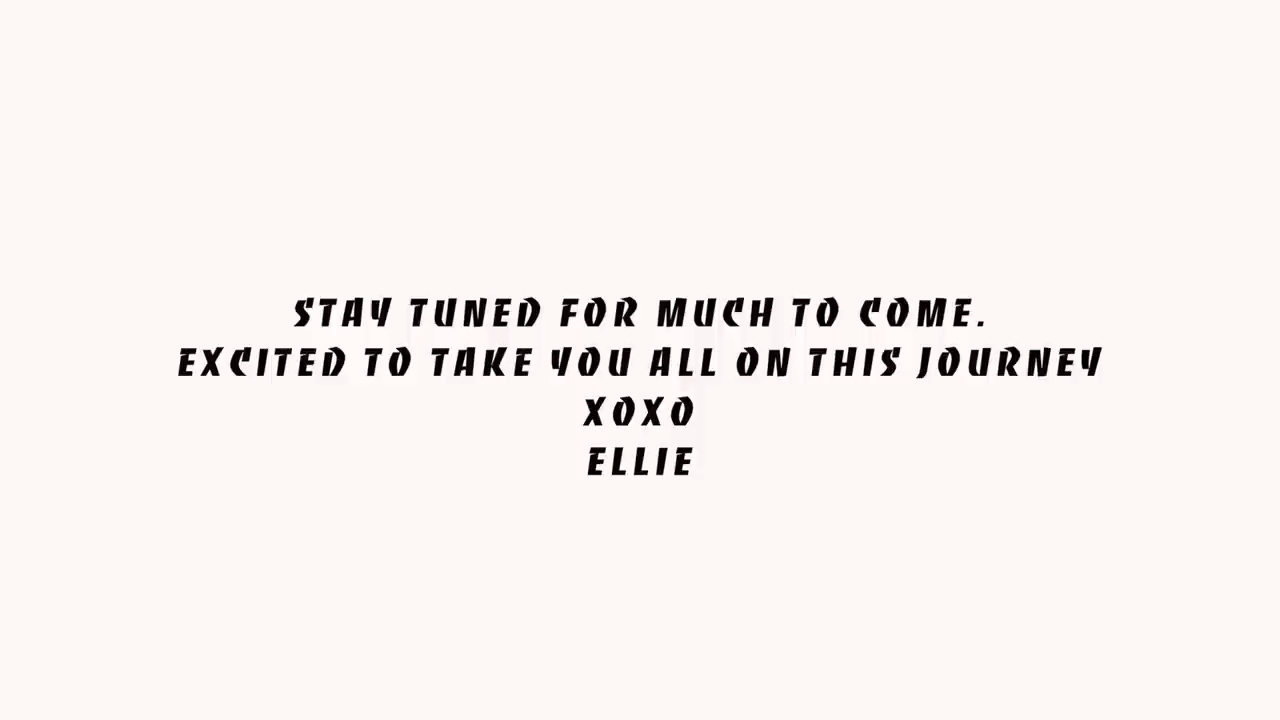 STAY TUNED FOR MUCH TO COME.
EXCITED TO TAKE YOU ALL ON THIS JOURNEY
XOXO
ELLIE